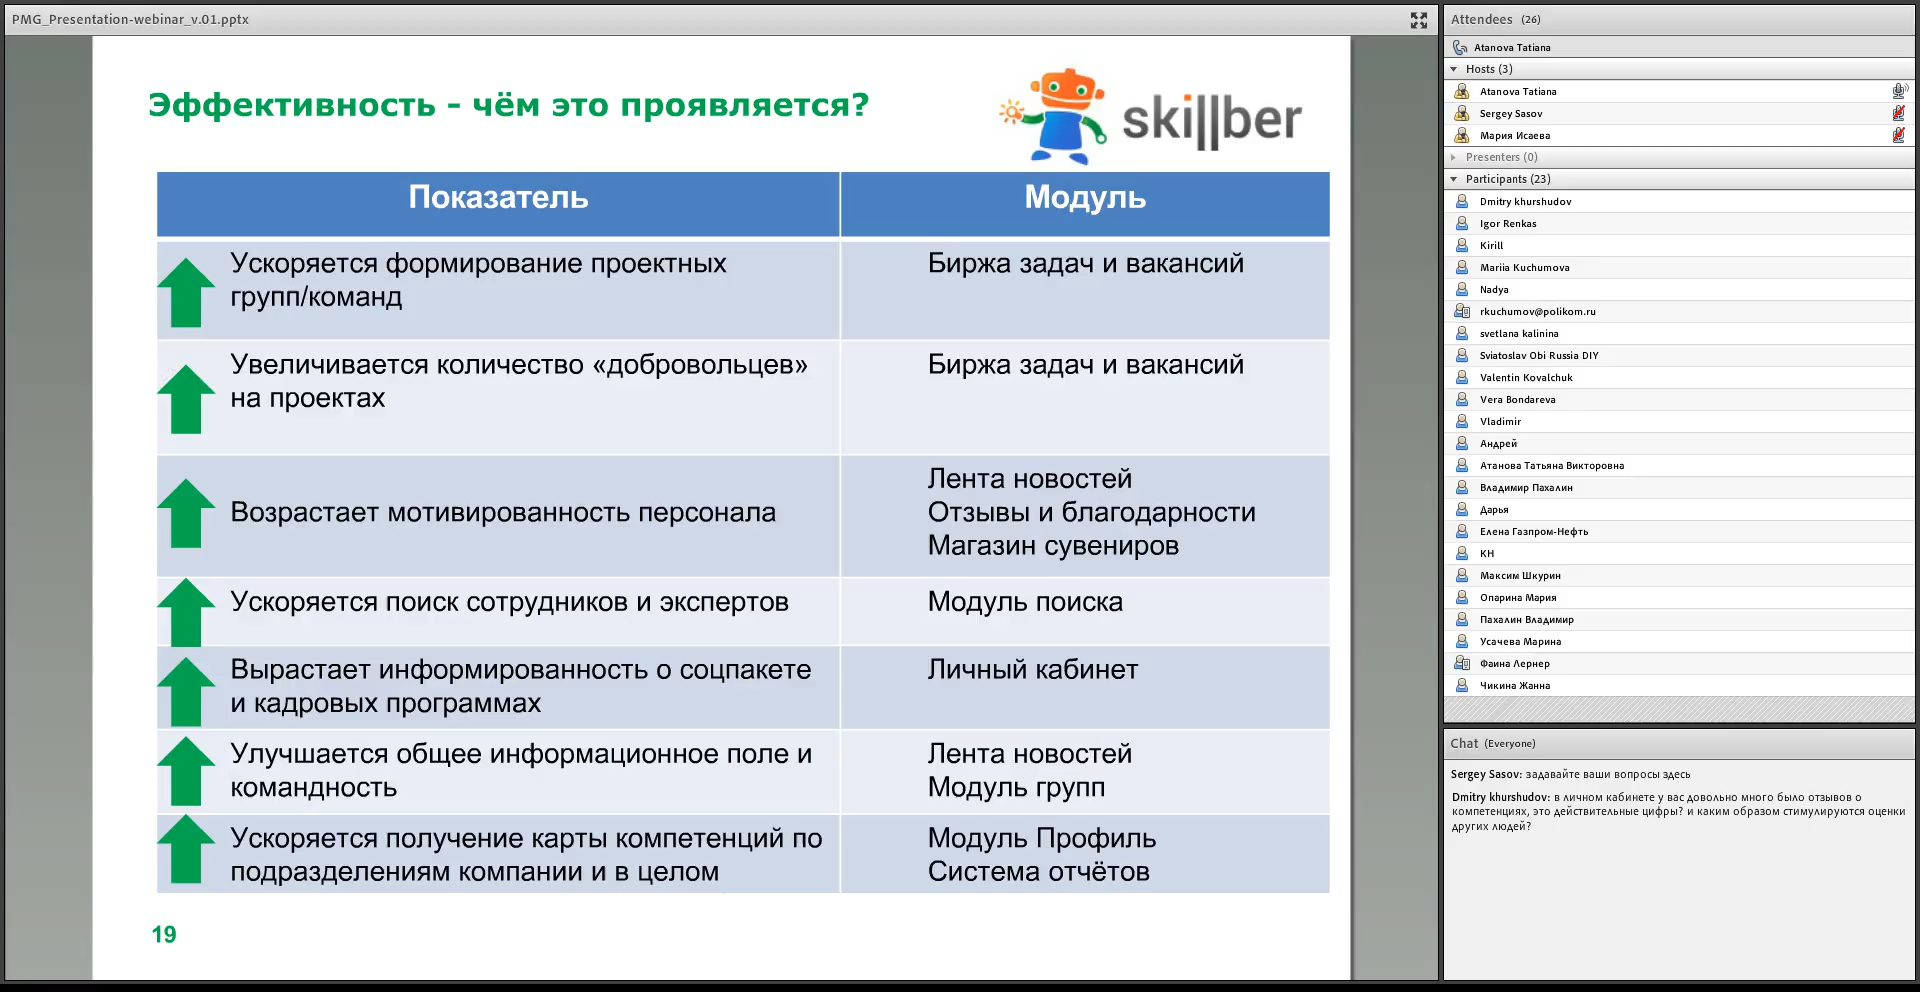 PMG_Presentation-webinar_v.01.pptx
Эффективность - чём это проявляется?
skillber
Показатель
Модуль
Ускоряется формирование проектных
групп/команд
Биржа задач и вакансий
Увеличивается количество «добровольцев»
на проектах
Биржа задач и вакансий
Возрастает мотивированность персонала
Лента новостей
Отзывы и благодарности
Магазин сувениров
Ускоряется поиск сотрудников и экспертов
Модуль поиска
Вырастает информированность о соцпакете
и кадровых программах
Личный кабинет
Улучшается общее информационное поле и
командность
Лента новостей
Модуль групп
Ускоряется получение карты компетенций по
подразделениям компании и в целом
Модуль Профиль
Система отчётов
19
Attendees (26)
Atanova Tatiana
Hosts (3)
Atanova Tatiana
Sergey Sasov
Мария Исаева
Presenters (0)
Participants (23)
Dmitry khurshudov
Igor Renkas
Kirill
Mariia Kuchumova
Nadya
rkuchumov@polikom.ru
svetlana kalinina
Sviatoslav Obi Russia DIY
Valentin Kovalchuk
Vera Bondareva
Vladimir
Андрей
Атанова Татьяна Викторовна
Владимир Пахалин
Дарья
Елена Газпром-Нефть
КН
Максим Шкурин
Опарина Мария
Пахалин Владимир
Усачева Марина
Фаина Лернер
Чикина Жанна
Chat (Everyone)
Sergey Sasov: задавайте ваши вопросы здесь
Dmitry khurshudov: в личном кабинете у вас довольно много было отзывов о
компетенциях, это действительные цифры? и каким образом стимулируются оценки
других людей?